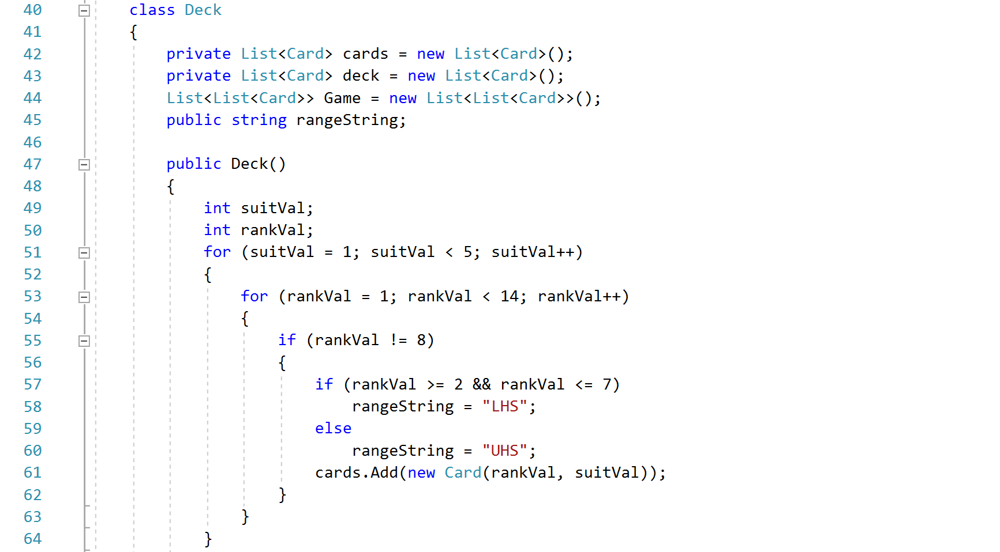 40 class Deck
41 {
42 private List<Card> cards = new List<Card>();
43 private List<Card> deck = new List<Card>();
44 List<List<Card>> Game = new List<List<Card>>();
45 public string rangeString;
46
47 public Deck()
48 {
49 int suitVal;
50 int rankVal;
51 for (suitVal = 1; suitVal < 5; suitVal++)
52 {
53 for (rankVal = 1; rankVal < 14; rankVal++)
54 {
55 if (rankVal != 8)
56 {
57 if (rankVal >= 2 && rankVal <= 7)
58 rangeString = "LHS";
59 else
60 rangeString = "UHS";
61 cards.Add(new Card(rankVal, suitVal));
62 }
63 }
64 }